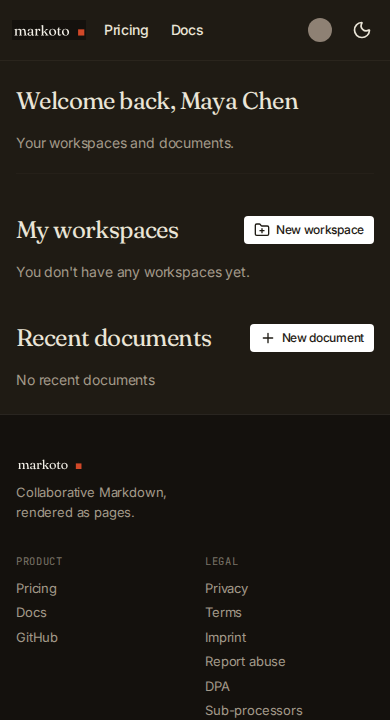 markoto
Pricing
Docs
Welcome back, Maya Chen
Your workspaces and documents.
My workspaces
New workspace
You don't have any workspaces yet.
Recent documents
New document
No recent documents
markoto
Collaborative Markdown,
rendered as pages.
PRODUCT
Pricing
Docs
GitHub
LEGAL
Privacy
Terms
Imprint
Report abuse
DPA
Sub-processors